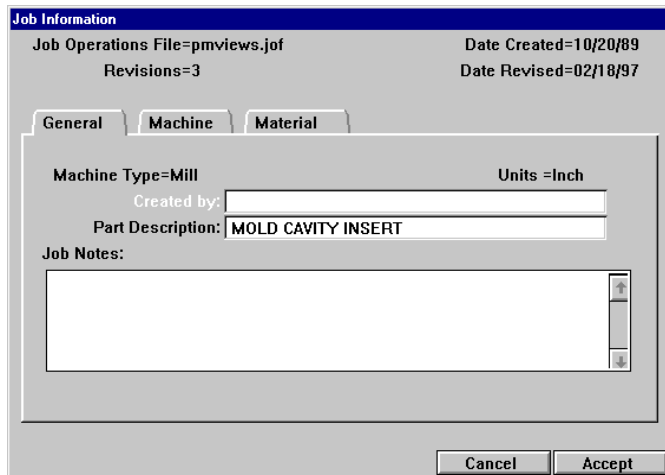 Job Information
Job Operations File=pmviews.jof Date Created=10/20/89
Revisions=3 Date Revised=02/18/97
General Machine Material
Machine Type=Mill Units =Inch
Created by:
Part Description: MOLD CAVITY INSERT
Job Notes:
Cancel Accept